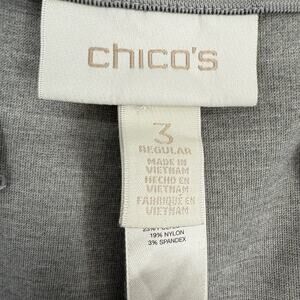 chico's
3
REGULAR
MADE IN
VIETNAM
HECHO EN
VIETNAM
FABRIQUÉ EN
VIETNAM
19% NYLON
3% SPANDEX